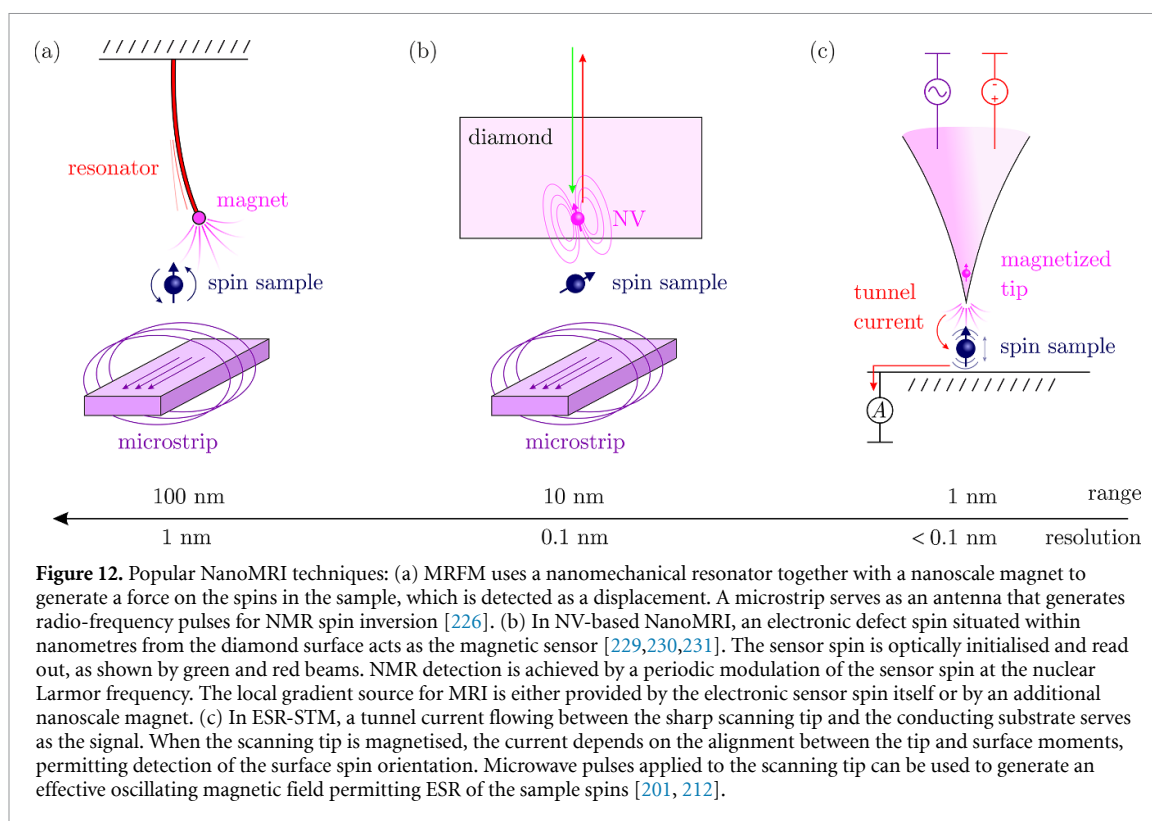 (a)
(b)
(c)
- +
diamond
resonator
magnet
NV
magnetized
tip
tunnel
current
spin sample
spin sample
spin sample
A
microstrip
microstrip
100 nm 10 nm 1 nm range
1 nm 0.1 nm < 0.1 nm resolution
Figure 12. Popular NanoMRI techniques: (a) MRFM uses a nanomechanical resonator together with a nanoscale magnet to
generate a force on the spins in the sample, which is detected as a displacement. A microstrip serves as an antenna that generates
radio-frequency pulses for NMR spin inversion [226]. (b) In NV-based NanoMRI, an electronic defect spin situated within
nanometres from the diamond surface acts as the magnetic sensor [229,230,231]. The sensor spin is optically initialised and read
out, as shown by green and red beams. NMR detection is achieved by a periodic modulation of the sensor spin at the nuclear
Larmor frequency. The local gradient source for MRI is either provided by the electronic sensor spin itself or by an additional
nanoscale magnet. (c) In ESR-STM, a tunnel current flowing between the sharp scanning tip and the conducting substrate serves
as the signal. When the scanning tip is magnetised, the current depends on the alignment between the tip and surface moments,
permitting detection of the surface spin orientation. Microwave pulses applied to the scanning tip can be used to generate an
effective oscillating magnetic field permitting ESR of the sample spins [201, 212].